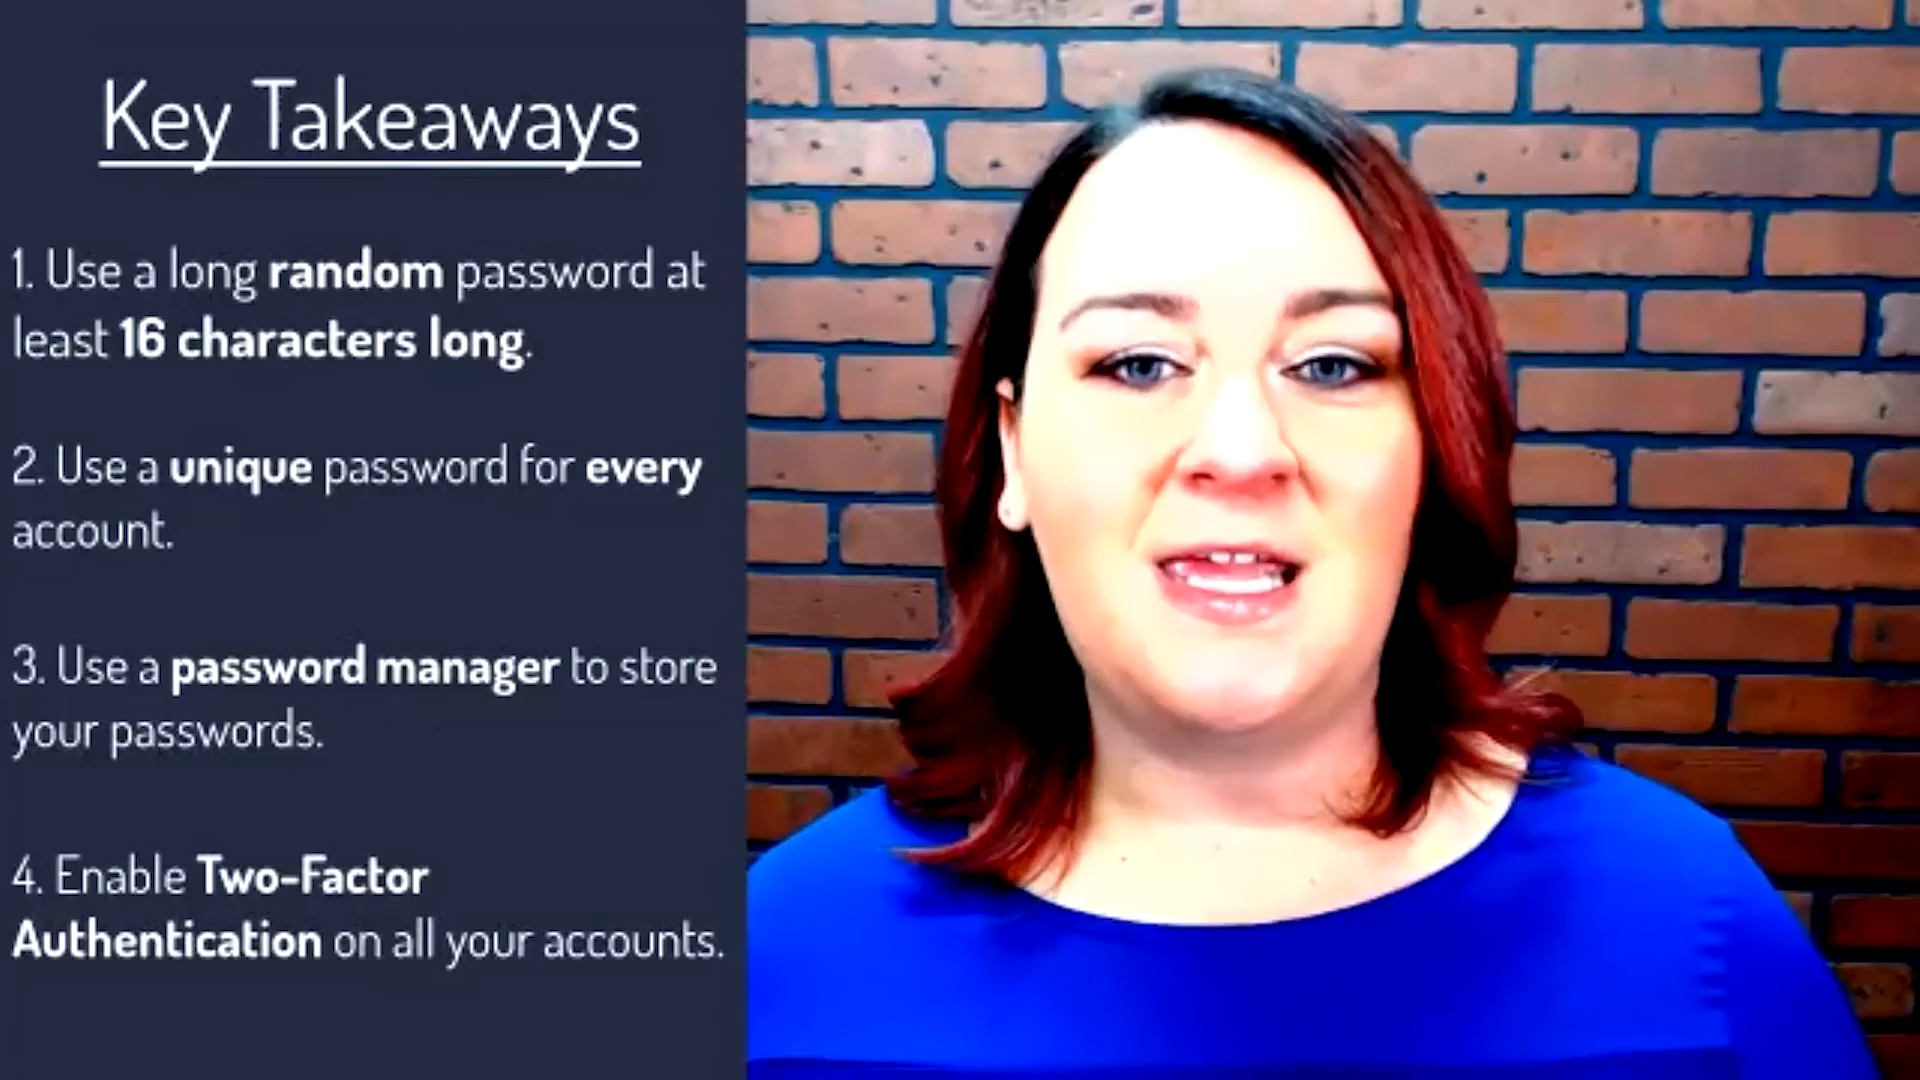 Key Takeaways
1. Use a long random password at
least 16 characters long.
2. Use a unique password for every
account.
3. Use a password manager to store
your passwords.
4. Enable Two-Factor
Authentication on all your accounts.